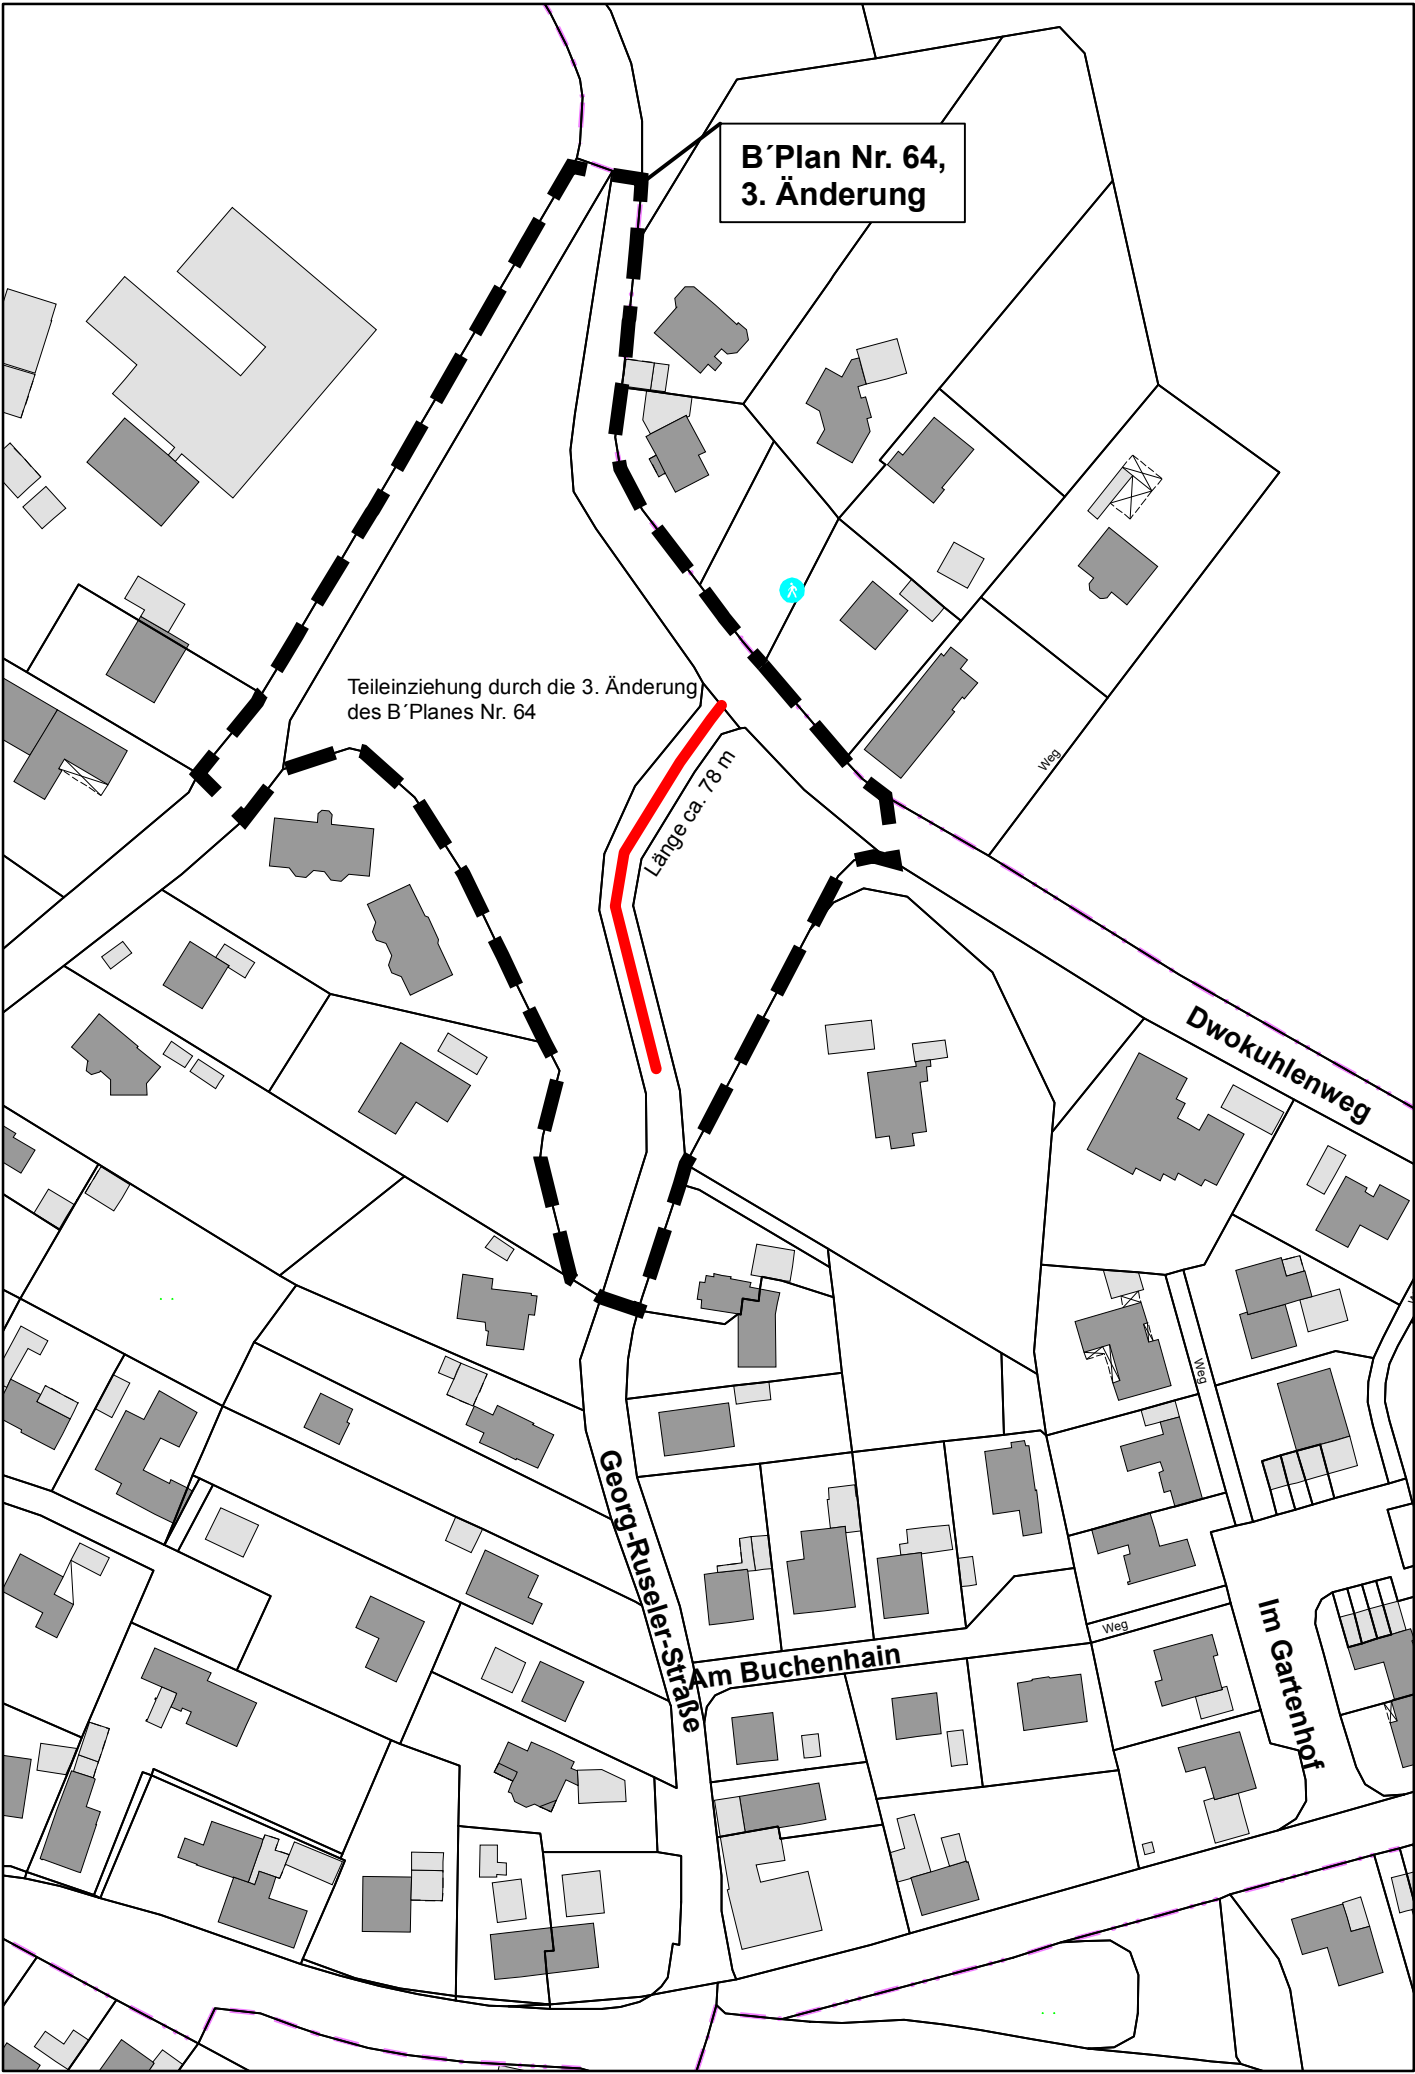 B´Plan Nr. 64,
3. Änderung
Teileinziehung durch die 3. Änderung
des B´Planes Nr. 64
Länge ca. 78 m
Weg
Dwokuhlenweg
Weg
Georg-Ruseler-Straße
Am Buchenhain
Weg
Im Gartenhof